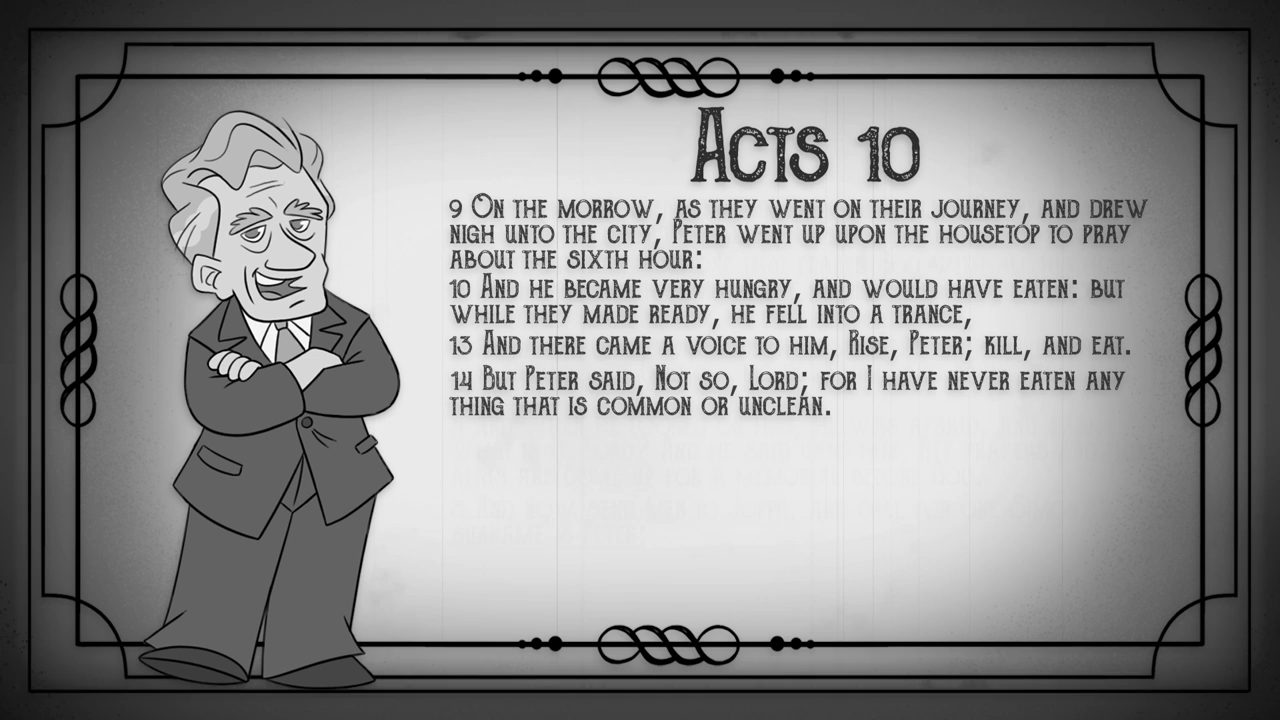 Acts 10
9 On the morrow, as they went on their journey, and drew
nigh unto the city, Peter went up upon the housetop to pray
about the sixth hour:
10 And he became very hungry, and would have eaten: but
while they made ready, he fell into a trance,
13 And there came a voice to him, Rise, Peter; kill, and eat.
14 But Peter said, Not so, Lord; for I have never eaten any
thing that is common or unclean.